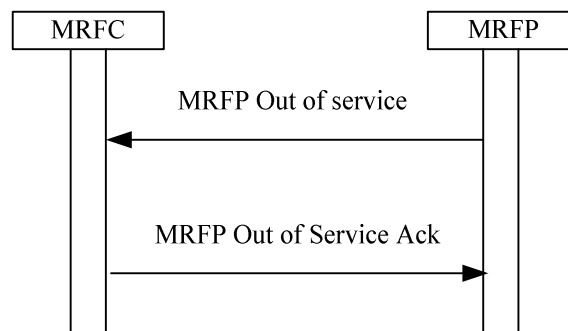 MRFC
MRFP
MRFP Out of service
MRFP Out of Service Ack